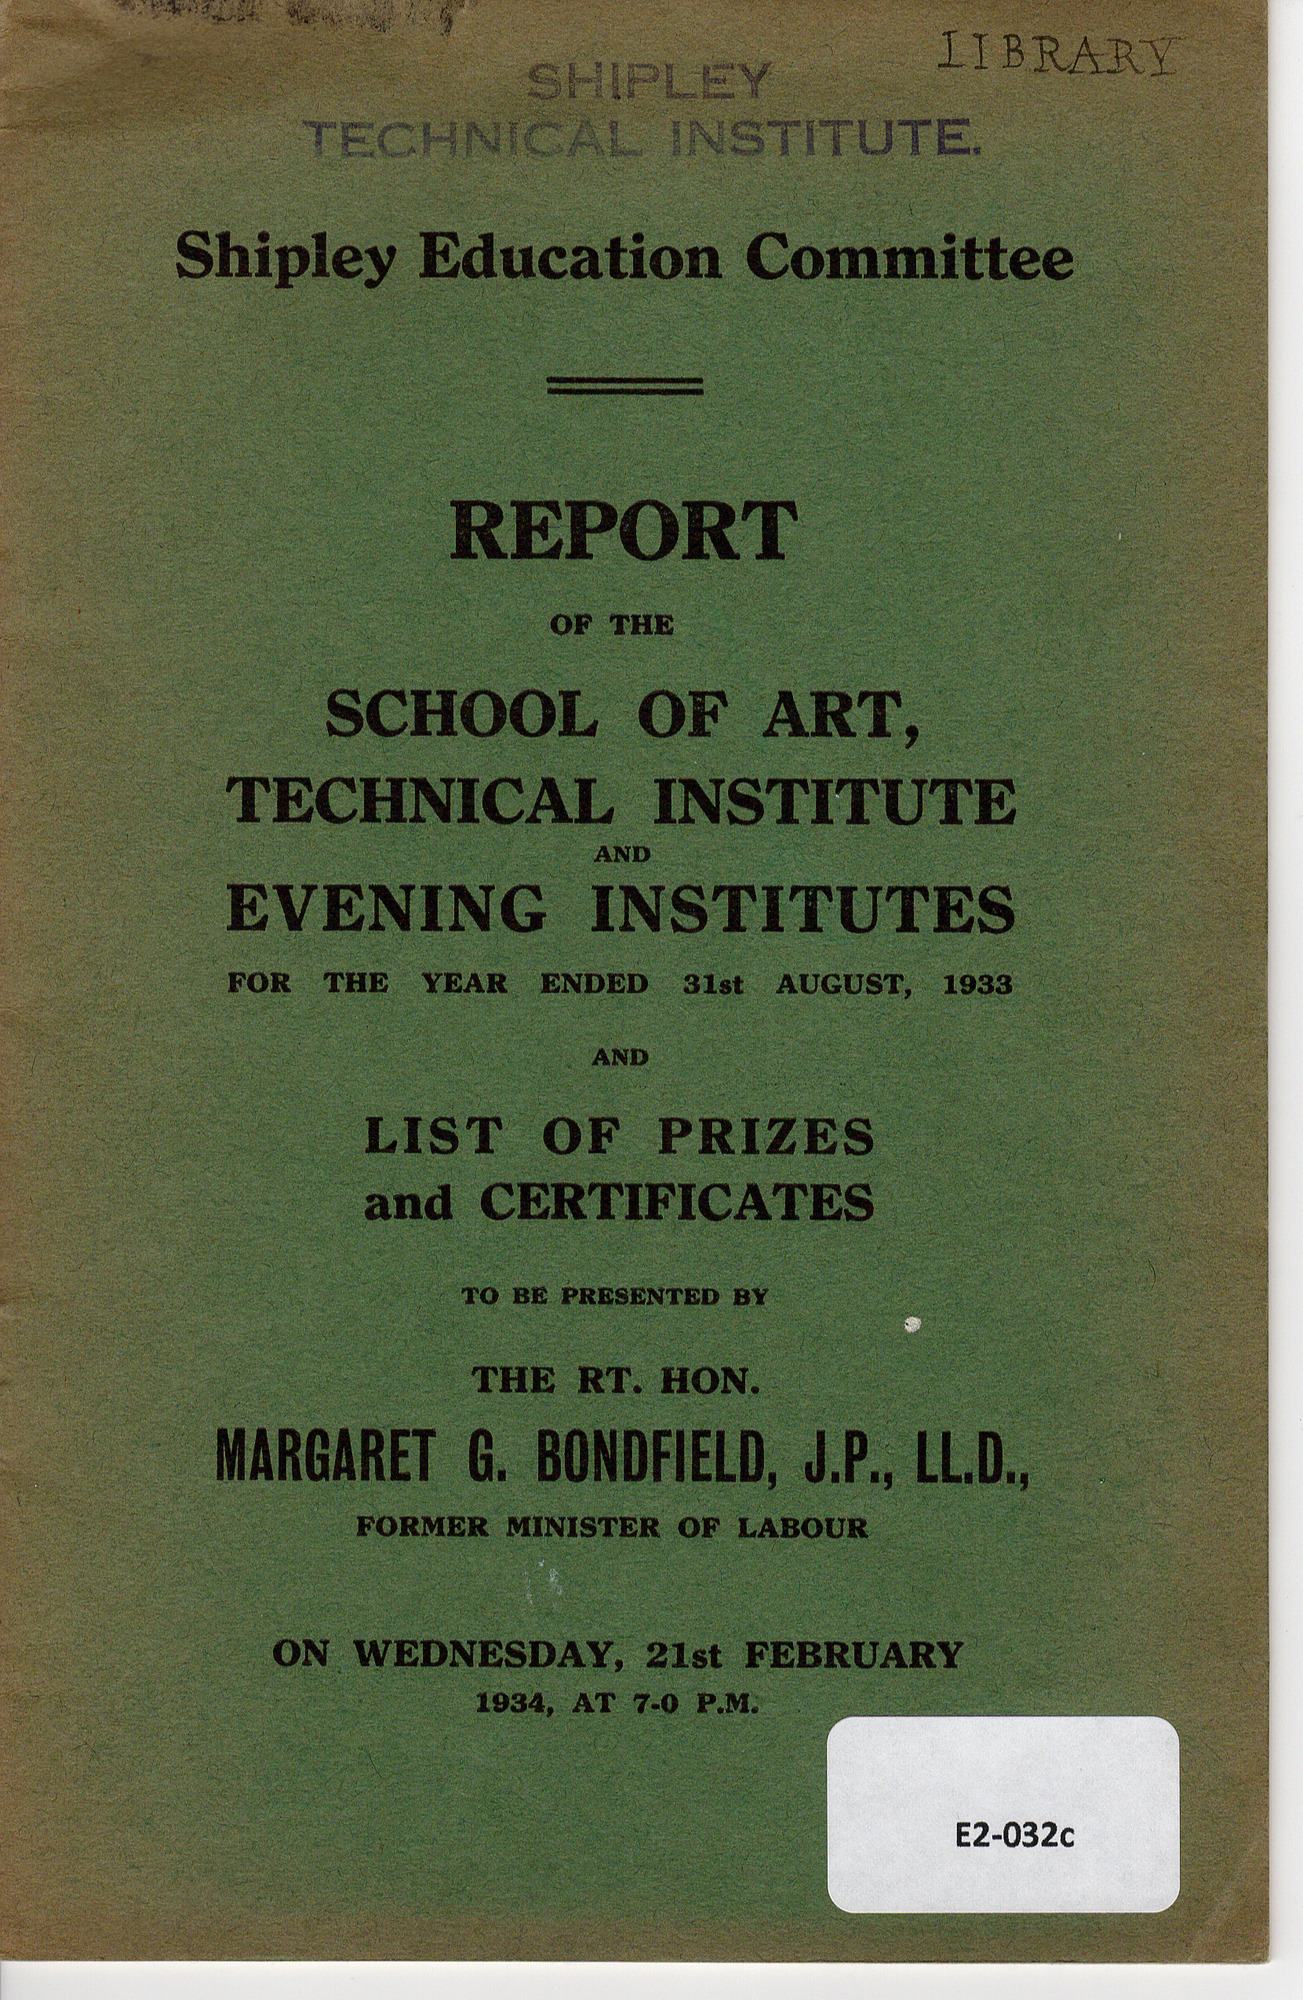 LIBRARY
SHIPLEY
TECHNICAL INSTITUTE.
Shipley Education Committee
REPORT
OF THE
SCHOOL OF ART,
TECHNICAL INSTITUTE
AND
EVENING INSTITUTES
FOR THE YEAR ENDED 31st AUGUST, 1933
AND
LIST OF PRIZES
and CERTIFICATES
TO BE PRESENTED BY
THE RT. HON.
MARGARET G. BONDFIELD, J.P., LL.D.,
FORMER MINISTER OF LABOUR
ON WEDNESDAY, 21st FEBRUARY
1934, AT 7-0 P.M.
E2-032c